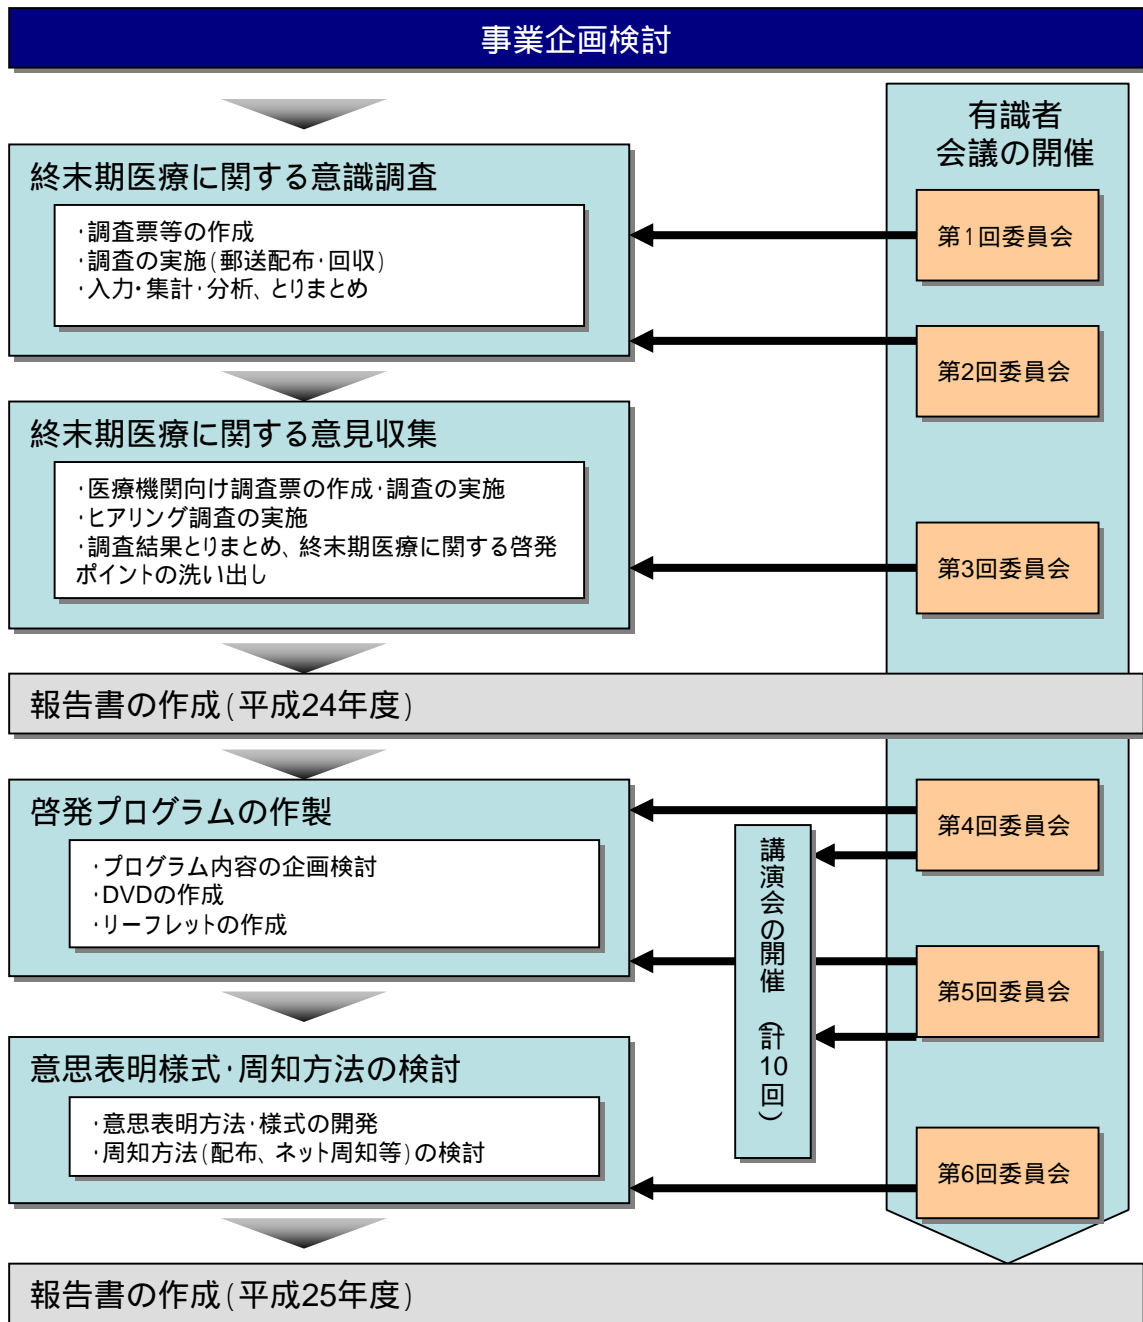 事業企画検討
有識者
会議の開催
終末期医療に関する意識調査
・調査票等の作成
・調査の実施(郵送配布・回収)
・入力・集計・分析、とりまとめ
第1回委員会
第2回委員会
終末期医療に関する意見収集
・医療機関向け調査票の作成・調査の実施
・ヒアリング調査の実施
・調査結果とりまとめ、終末期医療に関する啓発
ポイントの洗い出し
第3回委員会
報告書の作成(平成24年度)
啓発プログラムの作製
・プログラム内容の企画検討
・DVDの作成
・リーフレットの作成
講演会の開催 (計10回)
第4回委員会
第5回委員会
意思表明様式・周知方法の検討
・意思表明方法・様式の開発
・周知方法(配布、ネット周知等)の検討
第6回委員会
報告書の作成(平成25年度)